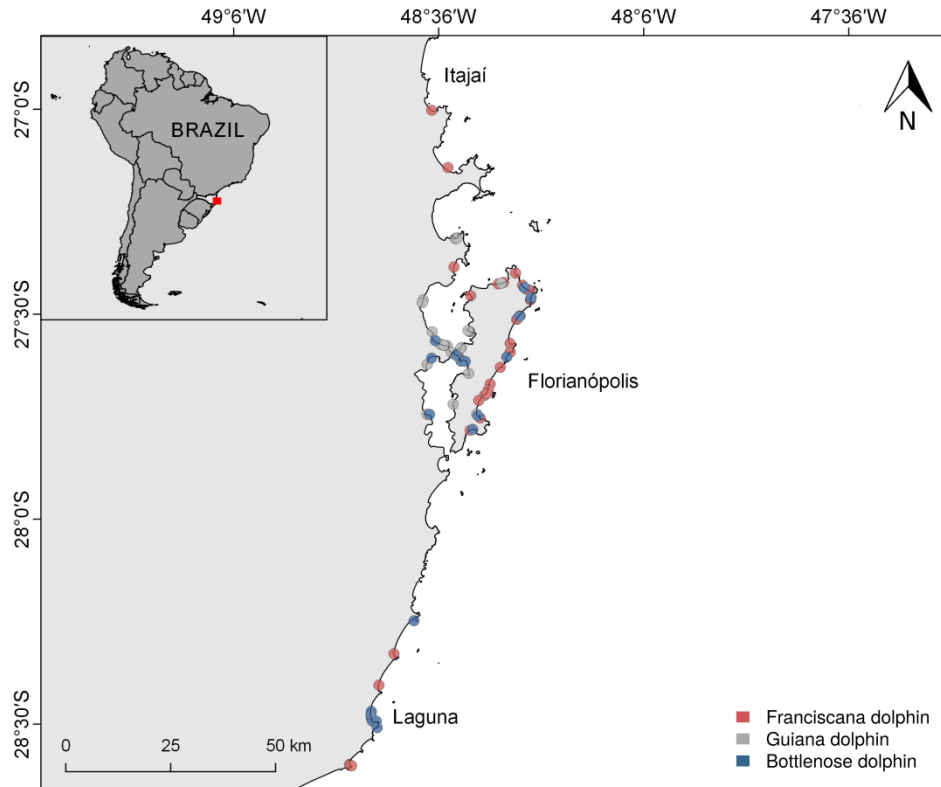 49°6'W 48°36'W 48°6'W 47°36'W
27°0'S
27°30'S
28°0'S
28°30'S
BRAZIL
Itajaí
N
Florianópolis
Laguna
0 25 50 km
Franciscana dolphin
Guiana dolphin
Bottlenose dolphin